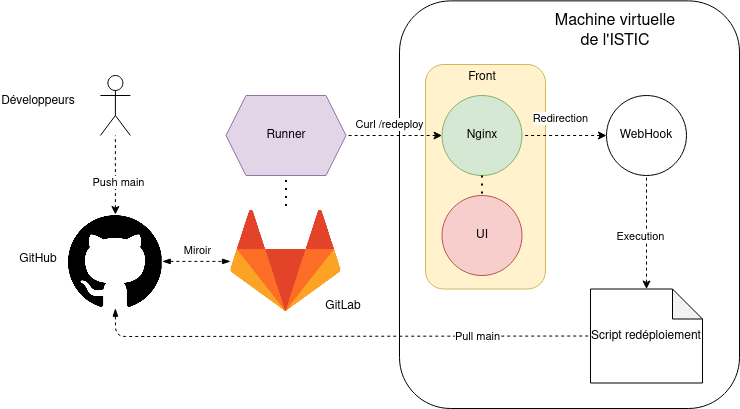 Machine virtuelle
de l'ISTIC
Front
Développeurs
Runner
Curl /redeploy
Nginx
Redirection
WebHook
Push main
UI
Execution
GitHub
Miroir
GitLab
Script redéploiement
Pull main